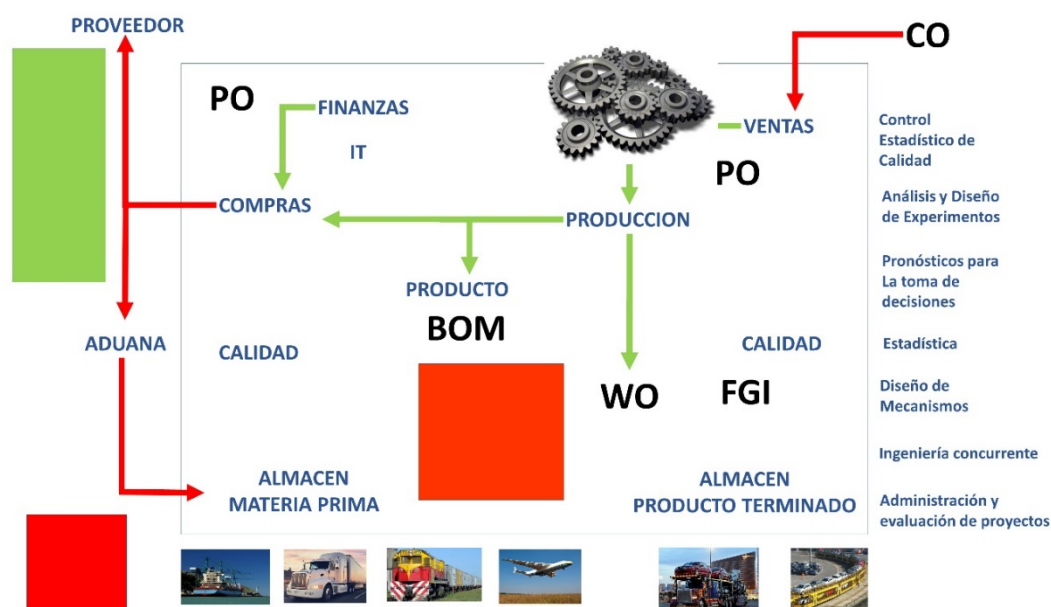 PROVEEDOR
CO
PO
FINANZAS
VENTAS
IT
PO
COMPRAS
PRODUCCION
PRODUCTO
BOM
ADUANA
CALIDAD
CALIDAD
WO
FGI
ALMACEN
MATERIA PRIMA
ALMACEN
PRODUCTO TERMINADO
Control
Estadístico de
Calidad
Análisis y Diseño
de Experimentos
Pronósticos para
La toma de
decisiones
Estadística
Diseño de
Mecanismos
Ingeniería concurrente
Administración y
evaluación de proyectos